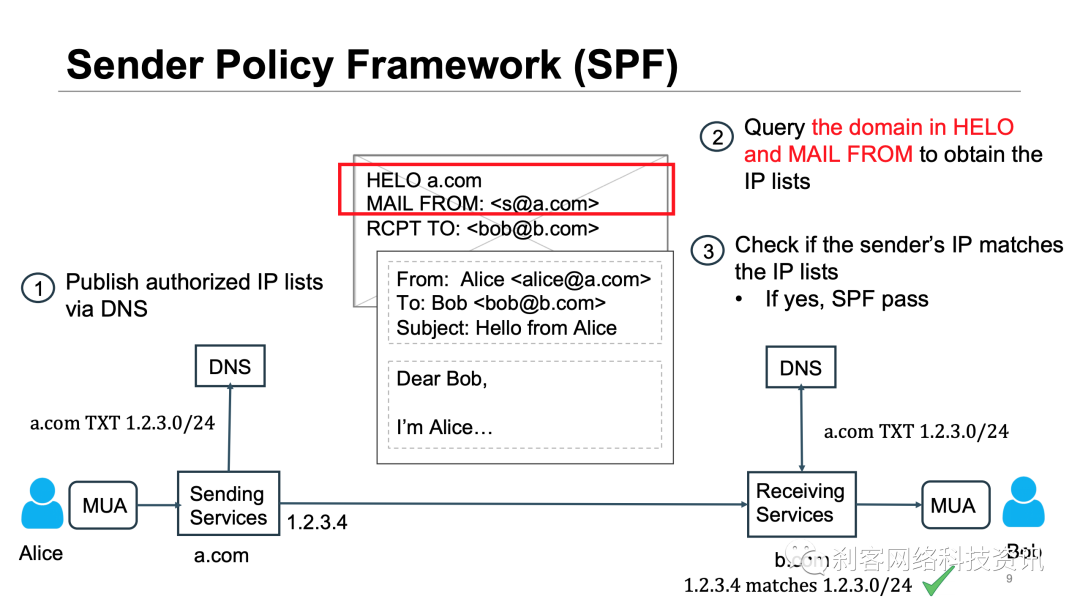 Sender Policy Framework (SPF)
2
Query the domain in HELO
and MAIL FROM to obtain the
IP lists
HELO a.com
MAIL FROM: <s@a.com>
RCPT TO: <bob@b.com>
3
Check if the sender's IP matches
the IP lists
• If yes, SPF pass
1
Publish authorized IP lists
via DNS
From: Alice <alice@a.com>
To: Bob <bob@b.com>
Subject: Hello from Alice
Dear Bob,
I'm Alice…
DNS
DNS
a.com TXT 1.2.3.0/24
a.com TXT 1.2.3.0/24
MUA
Sending
Services
1.2.3.4
Receiving
Services
MUA
Alice
a.com
b.com
Bob
刹客网络科技资讯
1.2.3.4 matches 1.2.3.0/24
9